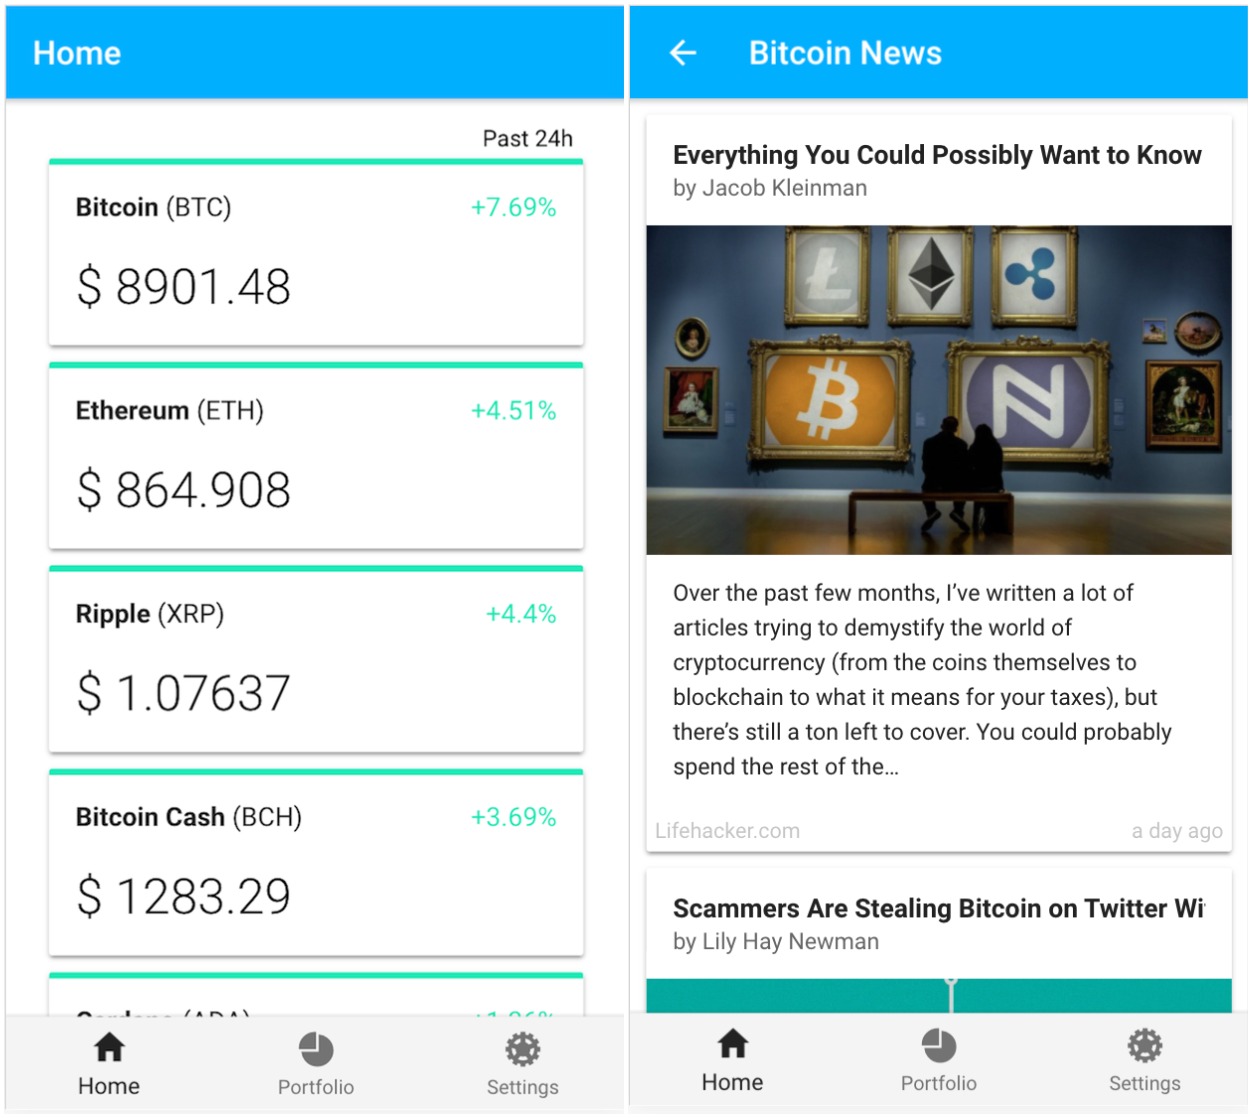 Home
Past 24h
Bitcoin (BTC) +7.69%
$ 8901.48
Ethereum (ETH) +4.51%
$ 864.908
Ripple (XRP) +4.4%
$ 1.07637
Bitcoin Cash (BCH) +3.69%
$ 1283.29
Home Portfolio Settings
Bitcoin News
Everything You Could Possibly Want to Know
by Jacob Kleinman
Over the past few months, I’ve written a lot of
articles trying to demystify the world of
cryptocurrency (from the coins themselves to
blockchain to what it means for your taxes), but
there’s still a ton left to cover. You could probably
spend the rest of the…
Lifehacker.com a day ago
Scammers Are Stealing Bitcoin on Twitter
by Lily Hay Newman
Home Portfolio Settings